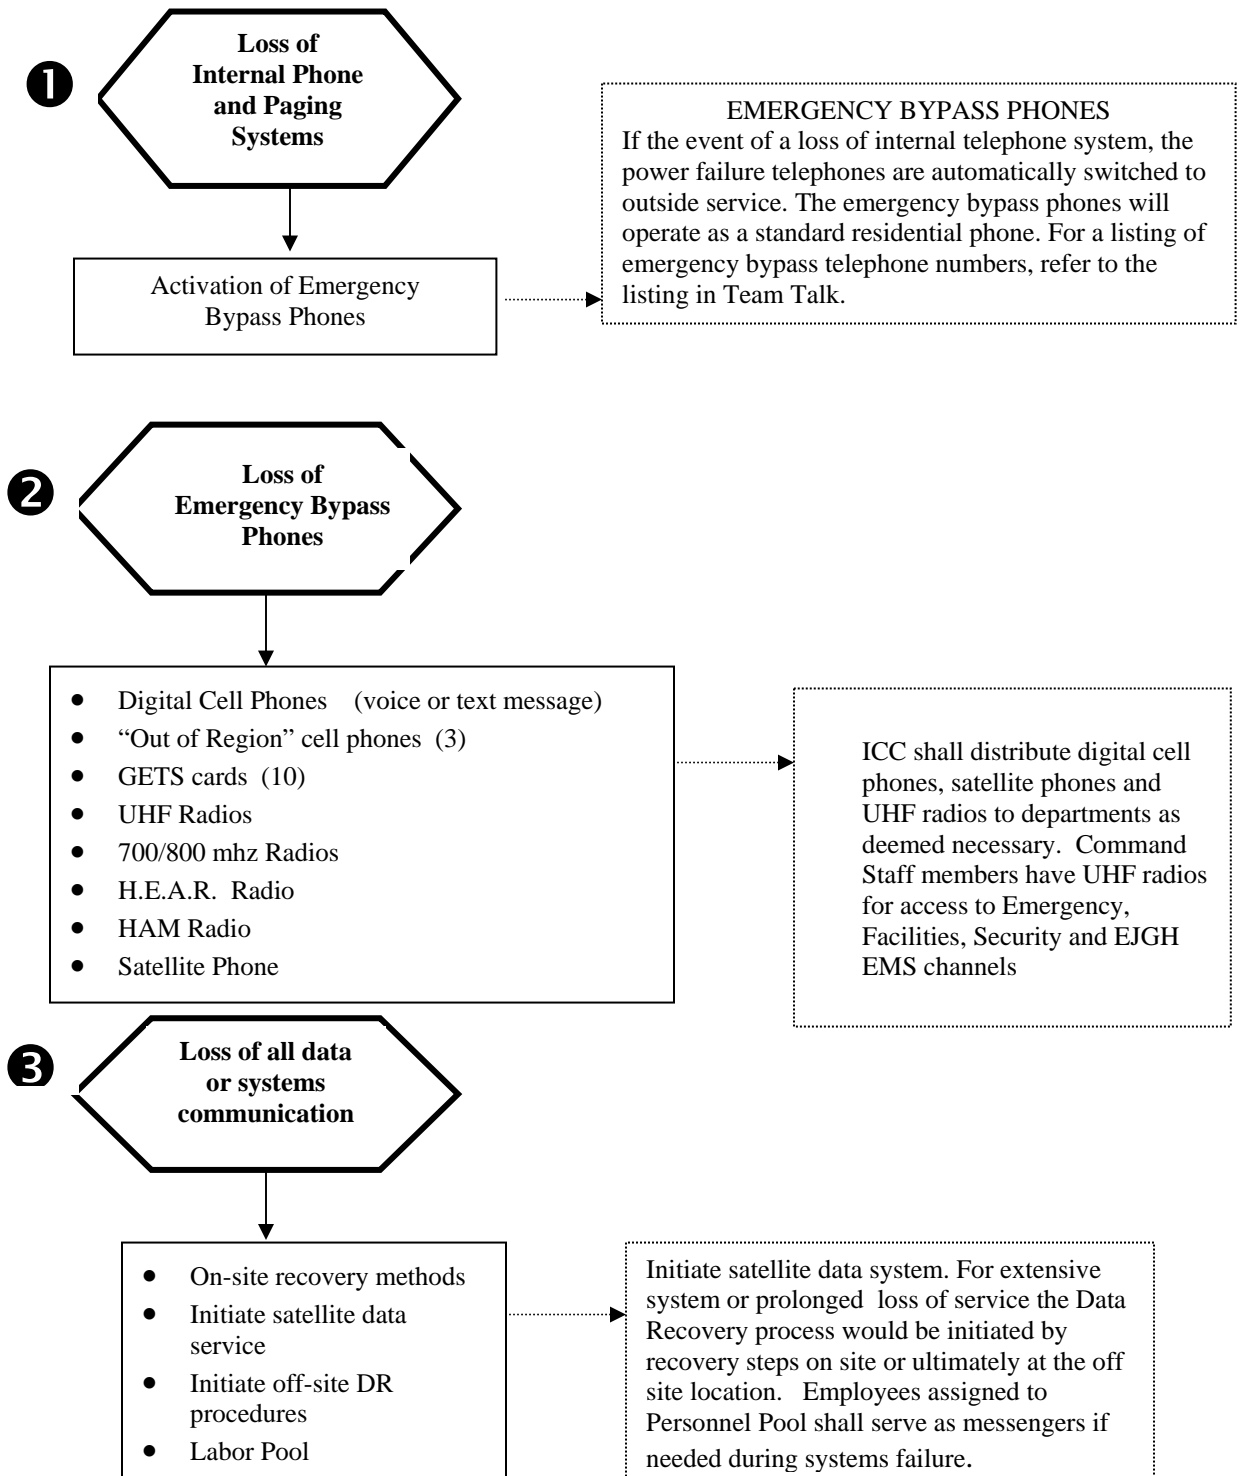 ❶
Loss of
Internal Phone
and Paging
Systems
EMERGENCY BYPASS PHONES
If the event of a loss of internal telephone system, the
power failure telephones are automatically switched to
outside service. The emergency bypass phones will
operate as a standard residential phone. For a listing of
emergency bypass telephone numbers, refer to the
listing in Team Talk.
Activation of Emergency
Bypass Phones
❷
Loss of
Emergency Bypass
Phones
• Digital Cell Phones (voice or text message)
• “Out of Region” cell phones (3)
• GETS cards (10)
• UHF Radios
• 700/800 mhz Radios
• H.E.A.R. Radio
• HAM Radio
• Satellite Phone
ICC shall distribute digital cell
phones, satellite phones and
UHF radios to departments as
deemed necessary. Command
Staff members have UHF radios
for access to Emergency,
Facilities, Security and EJGH
EMS channels
❸
Loss of all data
or systems
communication
• On-site recovery methods
• Initiate satellite data
service
• Initiate off-site DR
procedures
• Labor Pool
Initiate satellite data system. For extensive
system or prolonged loss of service the Data
Recovery process would be initiated by
recovery steps on site or ultimately at the off
site location. Employees assigned to
Personnel Pool shall serve as messengers if
needed during systems failure.